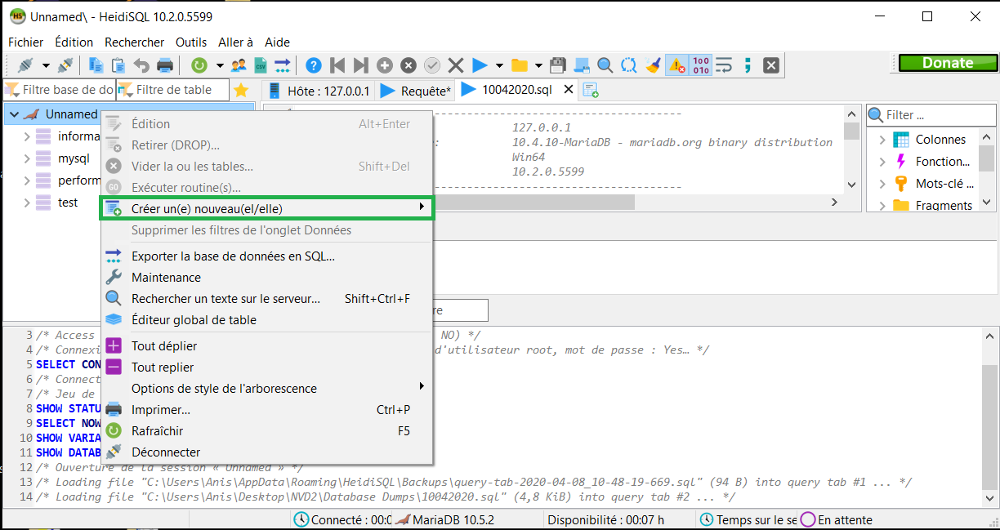 Unnamed\ - HeidiSQL 10.2.0.5599
Fichier Édition Rechercher Outils Aller à Aide
Donate
Filtre base de do Filtre de table Hôte : 127.0.0.1 Requête* 10042020.sql
Unnamed
informa
mysql
perform
test
127.0.0.1
10.4.10-MariaDB - mariadb.org binary distribution
Win64
10.2.0.5599
Filter ...
Colonnes
Fonction...
Mots-clé ...
Fragments
Édition Alt+Enter
Retirer (DROP)...
Vider la ou les tables... Shift+Del
Exécuter routine(s)...
Créer un(e) nouveau(el/elle)
Supprimer les filtres de l'onglet Données
Exporter la base de données en SQL...
Maintenance
Rechercher un texte sur le serveur... Shift+Ctrl+F
Éditeur global de table
Tout déplier
Tout replier
Options de style de l'arborescence
Imprimer... Ctrl+P
Rafraîchir F5
Déconnecter
3 /* Access NO) */
4 /* Connexi d'utilisateur root, mot de passe : Yes… */
5 SELECT CON
6 /* Connect
7 /* Jeu de
8 SHOW STATU
9 SELECT NOW
10 SHOW VARIA
11 SHOW DATAB
12 /* Ouverture de la session « Unnamed » */
13 /* Loading file "C:\Users\Anis\AppData\Roaming\HeidiSQL\Backups\query-tab-2020-04-08_10-48-19-669.sql" (94 B) into query tab #1 ... */
14 /* Loading file "C:\Users\Anis\Desktop\NVD2\Database Dumps\10042020.sql" (4,8 KiB) into query tab #2 ... */
Connecté : 00:0 MariaDB 10.5.2 Disponibilité : 00:07 h Temps sur le se En attente